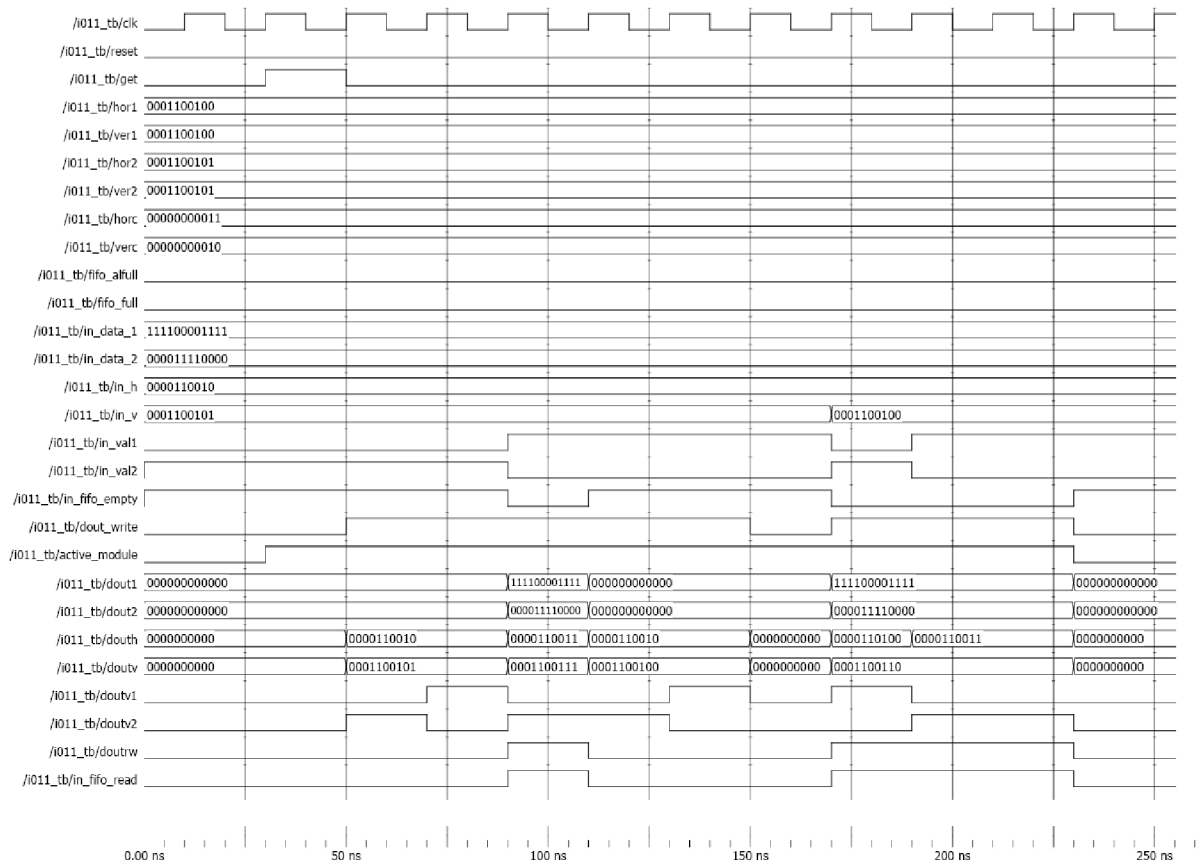 /i011_tb/clk
/i011_tb/reset
/i011_tb/get
/i011_tb/hor1 0001100100
/i011_tb/ver1 0001100100
/i011_tb/hor2 0001100101
/i011_tb/ver2 0001100101
/i011_tb/horc 00000000011
/i011_tb/verc 00000000010
/i011_tb/fifo_alfull
/i011_tb/fifo_full
/i011_tb/in_data_1 111100001111
/i011_tb/in_data_2 000011110000
/i011_tb/in_h 0000110010
/i011_tb/in_v 0001100101 0001100100
/i011_tb/in_val1
/i011_tb/in_val2
/i011_tb/in_fifo_empty
/i011_tb/dout_write
/i011_tb/active_module
/i011_tb/dout1 000000000000 111100001111 000000000000 111100001111 000000000000
/i011_tb/dout2 000000000000 000011110000 000000000000 000011110000 000000000000
/i011_tb/douth 0000000000 0000110010 0000110011 0000110010 0000000000 0000110100 0000110011 0000000000
/i011_tb/doutv 0000000000 0001100101 0001100111 0001100100 0000000000 0001100110 0000000000
/i011_tb/doutv1
/i011_tb/doutv2
/i011_tb/doutrw
/i011_tb/in_fifo_read
0.00 ns 50 ns 100 ns 150 ns 200 ns 250 ns